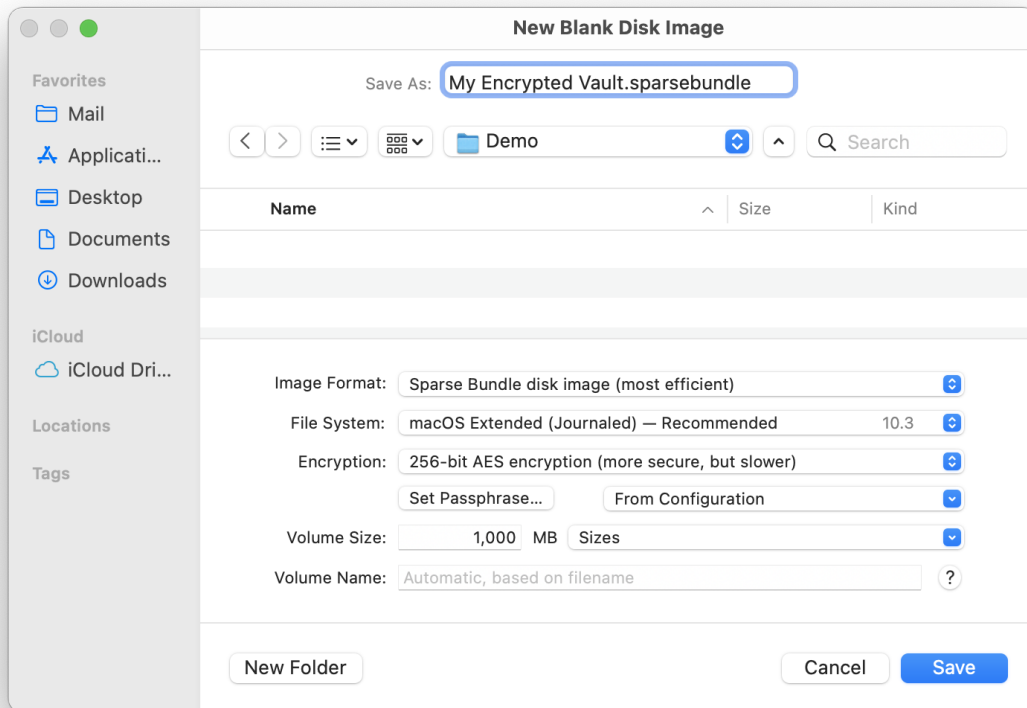 New Blank Disk Image
Favorites
Mail
Applicati...
Desktop
Documents
Downloads
iCloud
iCloud Dri...
Locations
Tags
Save As: My Encrypted Vault.sparsebundle
Demo
Search
Name Size Kind
Image Format: Sparse Bundle disk image (most efficient)
File System: macOS Extended (Journaled) — Recommended 10.3
Encryption: 256-bit AES encryption (more secure, but slower)
Set Passphrase... From Configuration
Volume Size: 1,000 MB Sizes
Volume Name: Automatic, based on filename ?
New Folder Cancel Save